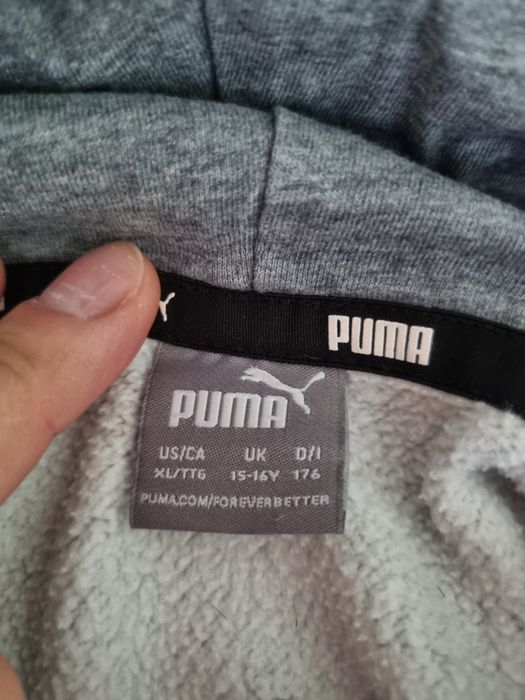 PUMA
PUMA
US/CA UK D/I
XL/TTG 15-16Y 176
PUMA.COM/FOREVERBETTER